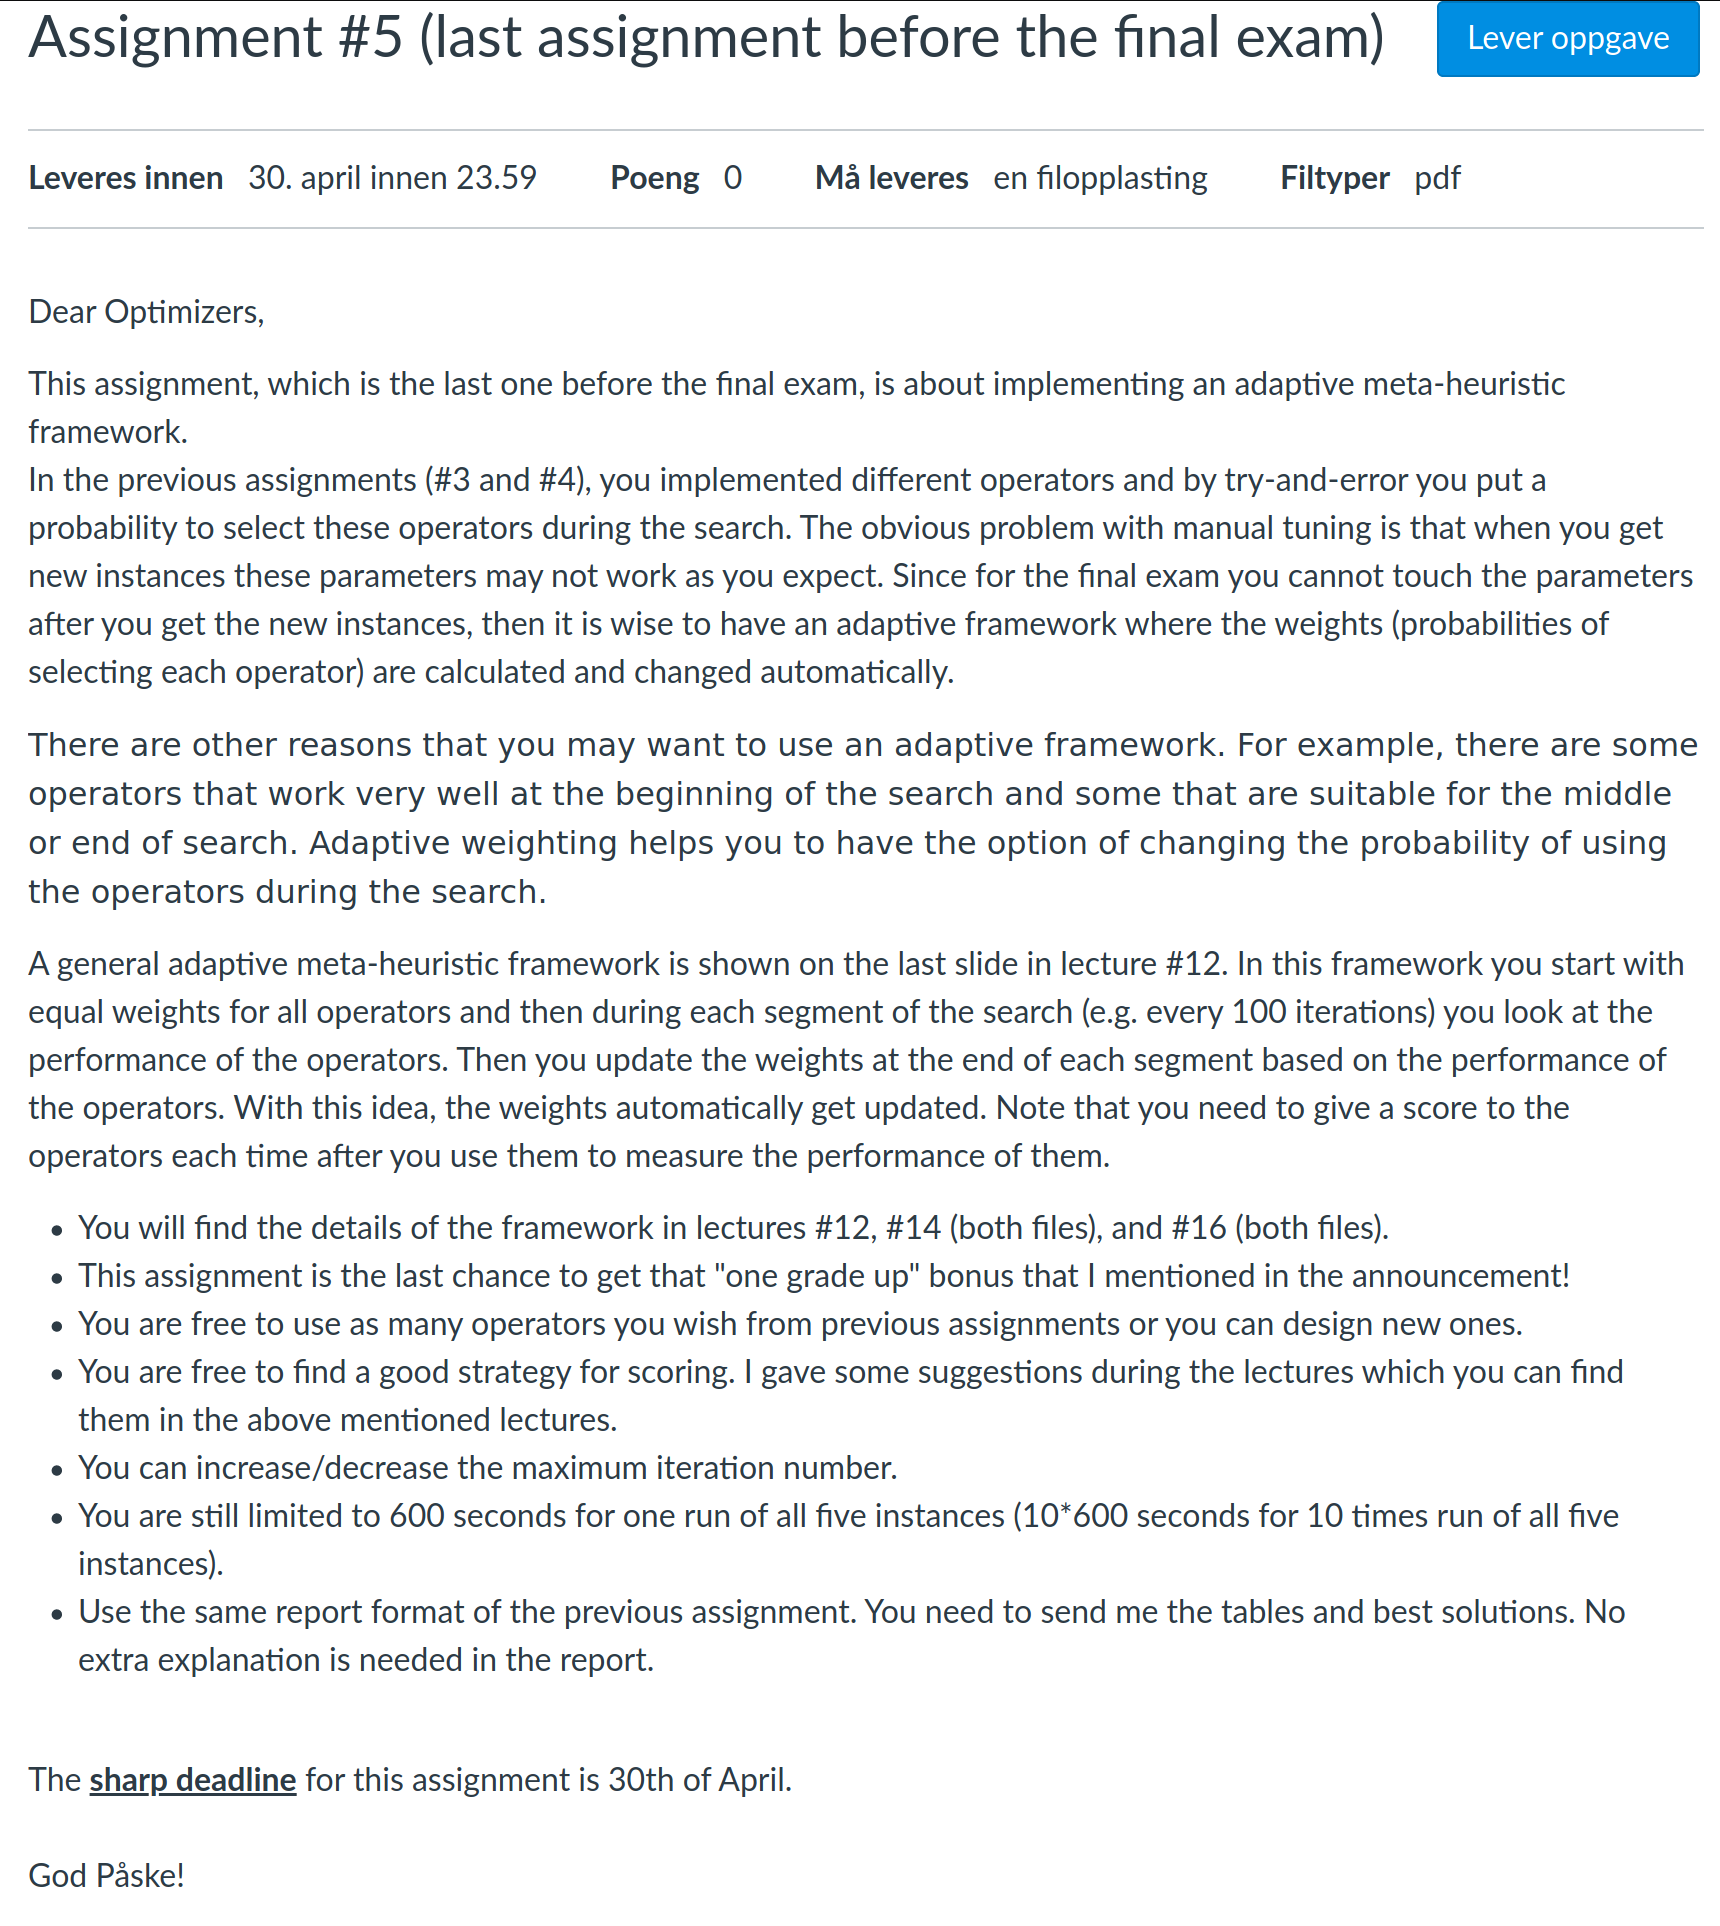 Assignment #5 (last assignment before the final exam)
Lever oppgave
Leveres innen 30. april innen 23.59 Poeng 0 Må leveres en filopplasting Filtyper pdf
Dear Optimizers,
This assignment, which is the last one before the final exam, is about implementing an adaptive meta-heuristic
framework.
In the previous assignments (#3 and #4), you implemented different operators and by try-and-error you put a
probability to select these operators during the search. The obvious problem with manual tuning is that when you get
new instances these parameters may not work as you expect. Since for the final exam you cannot touch the parameters
after you get the new instances, then it is wise to have an adaptive framework where the weights (probabilities of
selecting each operator) are calculated and changed automatically.
There are other reasons that you may want to use an adaptive framework. For example, there are some
operators that work very well at the beginning of the search and some that are suitable for the middle
or end of search. Adaptive weighting helps you to have the option of changing the probability of using
the operators during the search.
A general adaptive meta-heuristic framework is shown on the last slide in lecture #12. In this framework you start with
equal weights for all operators and then during each segment of the search (e.g. every 100 iterations) you look at the
performance of the operators. Then you update the weights at the end of each segment based on the performance of
the operators. With this idea, the weights automatically get updated. Note that you need to give a score to the
operators each time after you use them to measure the performance of them.
• You will find the details of the framework in lectures #12, #14 (both files), and #16 (both files).
• This assignment is the last chance to get that "one grade up" bonus that I mentioned in the announcement!
• You are free to use as many operators you wish from previous assignments or you can design new ones.
• You are free to find a good strategy for scoring. I gave some suggestions during the lectures which you can find
them in the above mentioned lectures.
• You can increase/decrease the maximum iteration number.
• You are still limited to 600 seconds for one run of all five instances (10*600 seconds for 10 times run of all five
instances).
• Use the same report format of the previous assignment. You need to send me the tables and best solutions. No
extra explanation is needed in the report.
The sharp deadline for this assignment is 30th of April.
God Påske!